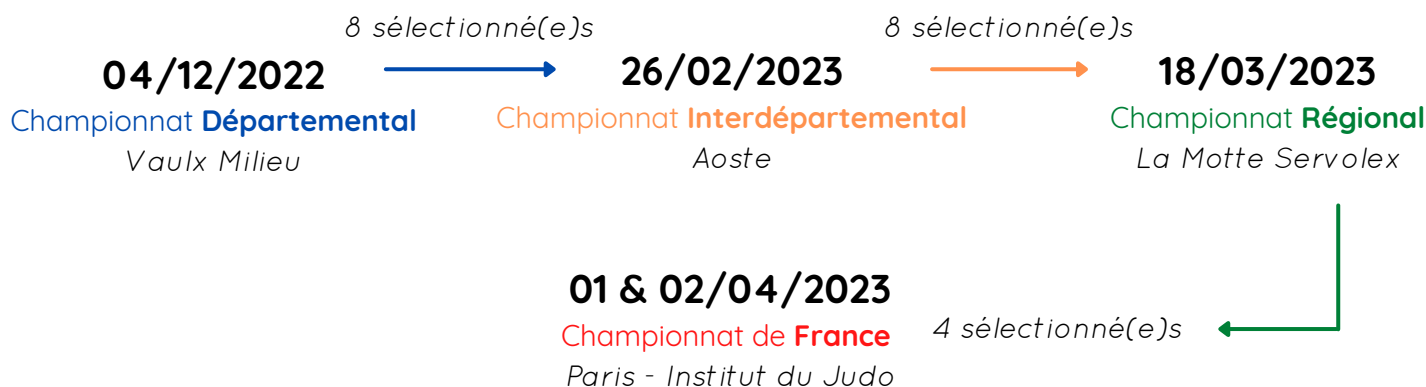 8 sélectionné(e)s
8 sélectionné(e)s
04/12/2022
26/02/2023
18/03/2023
Championnat Départemental
Championnat Interdépartemental
Championnat Régional
Vaulx Milieu
Aoste
La Motte Servolex
01 & 02/04/2023
Championnat de France
4 sélectionné(e)s
Paris - Institut du Judo